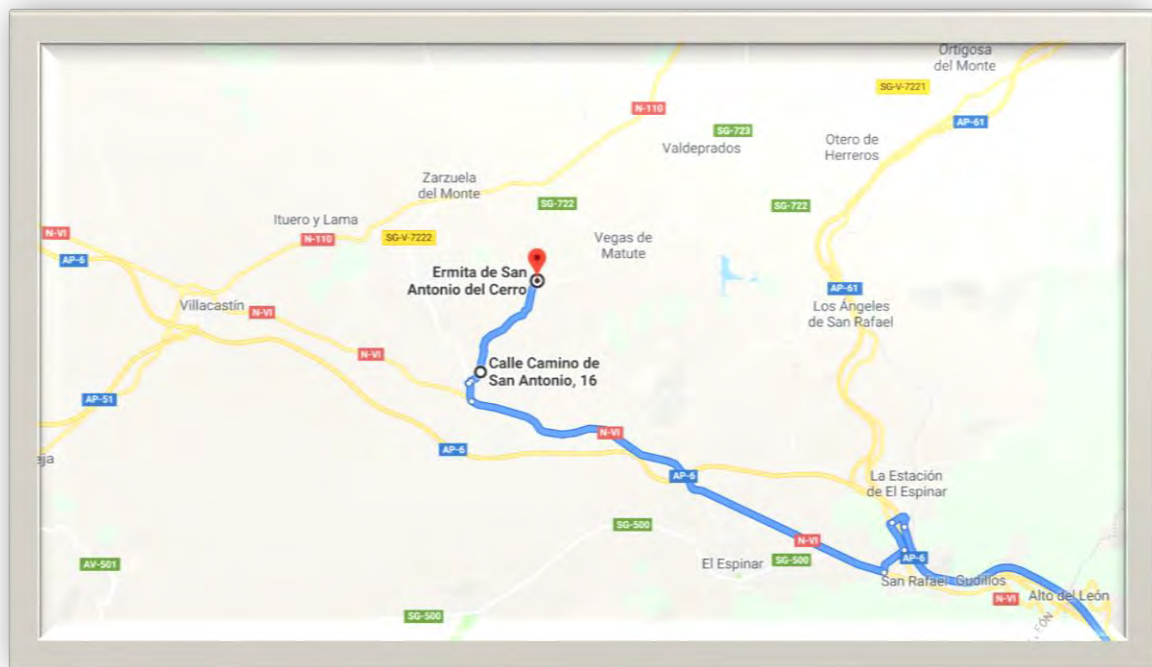 Ortigosa
del Monte
SG-V-7221
N-110
AP-61
SG-723
Valdeprados
Otero de
Herreros
Zarzuela
del Monte
SG-722
SG-722
Ituero y Lama
N-110
SG-V-7222
N-VI
AP-6
Vegas de
Matute
Ermita de San
Antonio del Cerro
AP-61
Los Ángeles
de San Rafael
Villacastín
N-VI
N-VI
Calle Camino de
San Antonio, 16
AP-51
N-VI
AP-6
eja
AP-6
La Estación
de El Espinar
SG-500
N-VI
AV-501
El Espinar
SG-500
AP-6
San Rafael
Gudillos
N-VI
Alto del León
SG-500
LEÓN